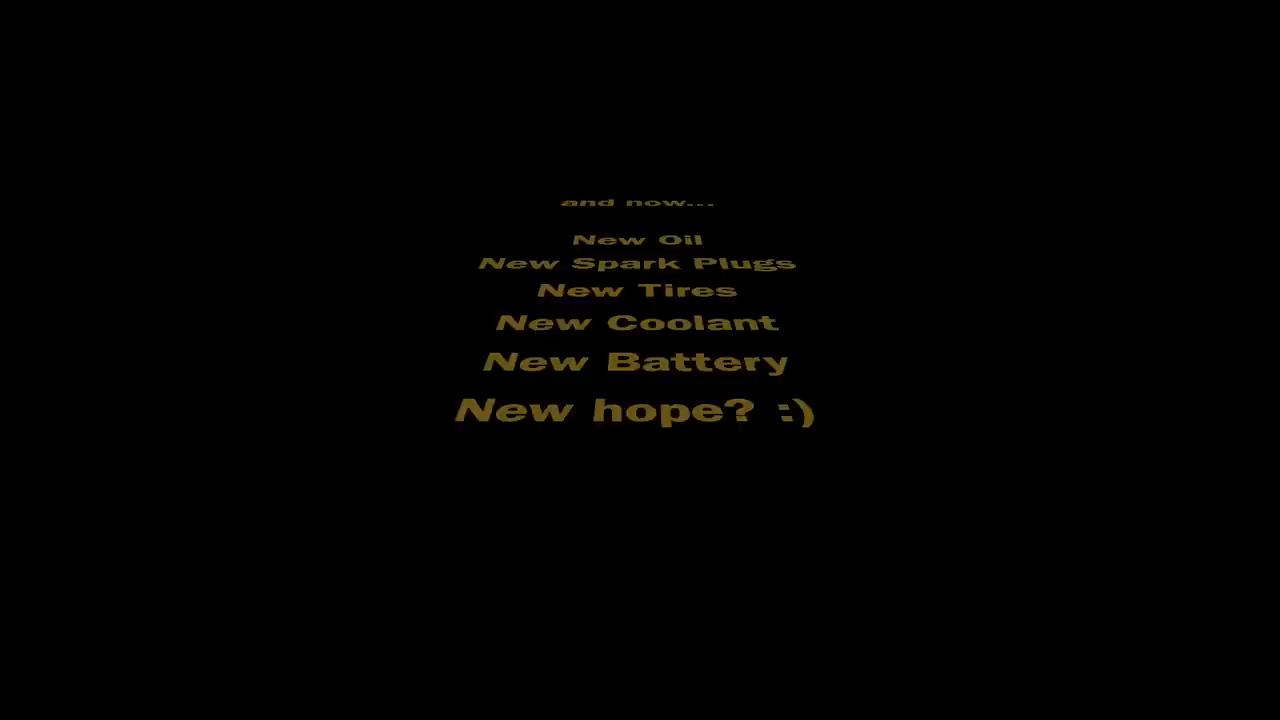 and now...
New Oil
New Spark Plugs
New Tires
New Coolant
New Battery
New hope? :)